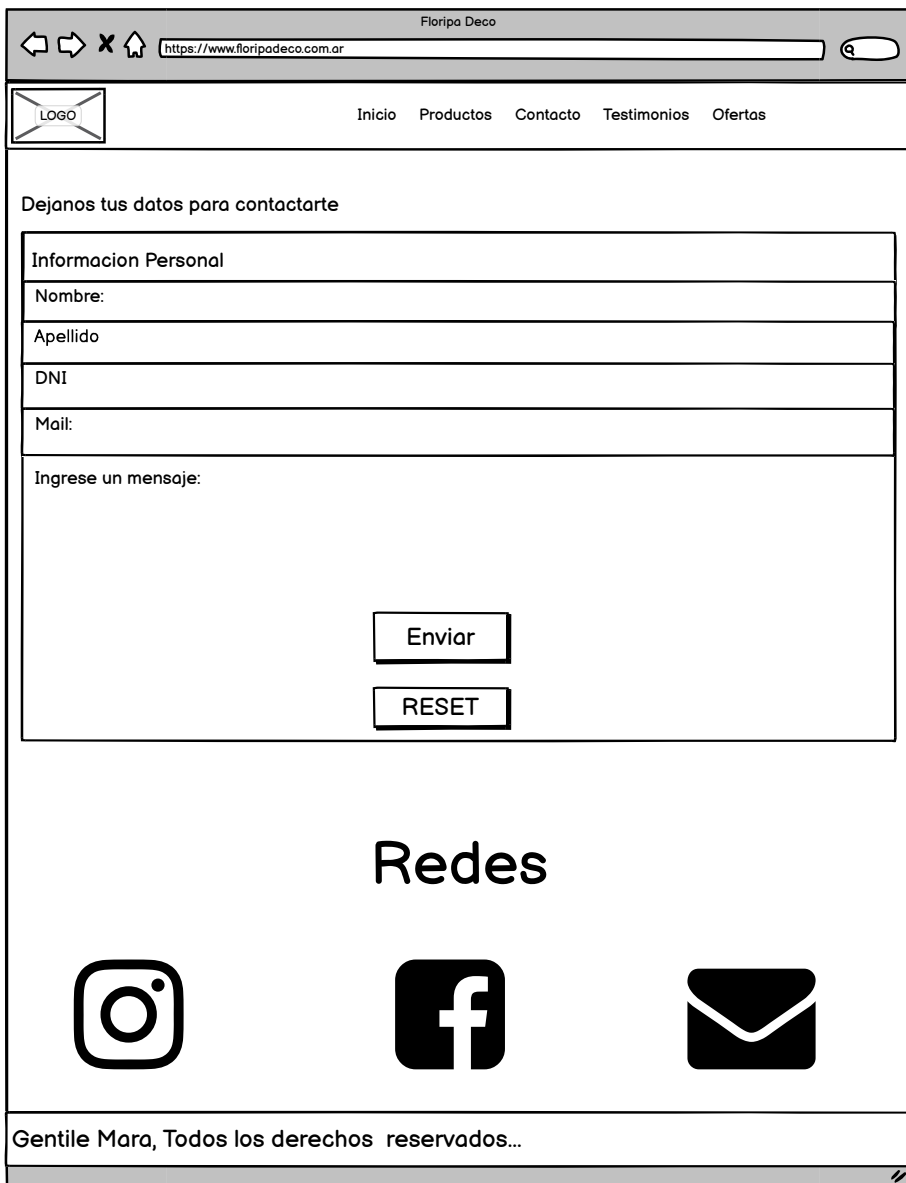 Floripa Deco
https://www.floripadeco.com.ar
LOGO
Inicio Productos Contacto Testimonios Ofertas
Dejanos tus datos para contactarte
Informacion Personal
Nombre:
Apellido
DNI
Mail:
Ingrese un mensaje:
Enviar
RESET
Redes
Gentile Mara, Todos los derechos reservados...